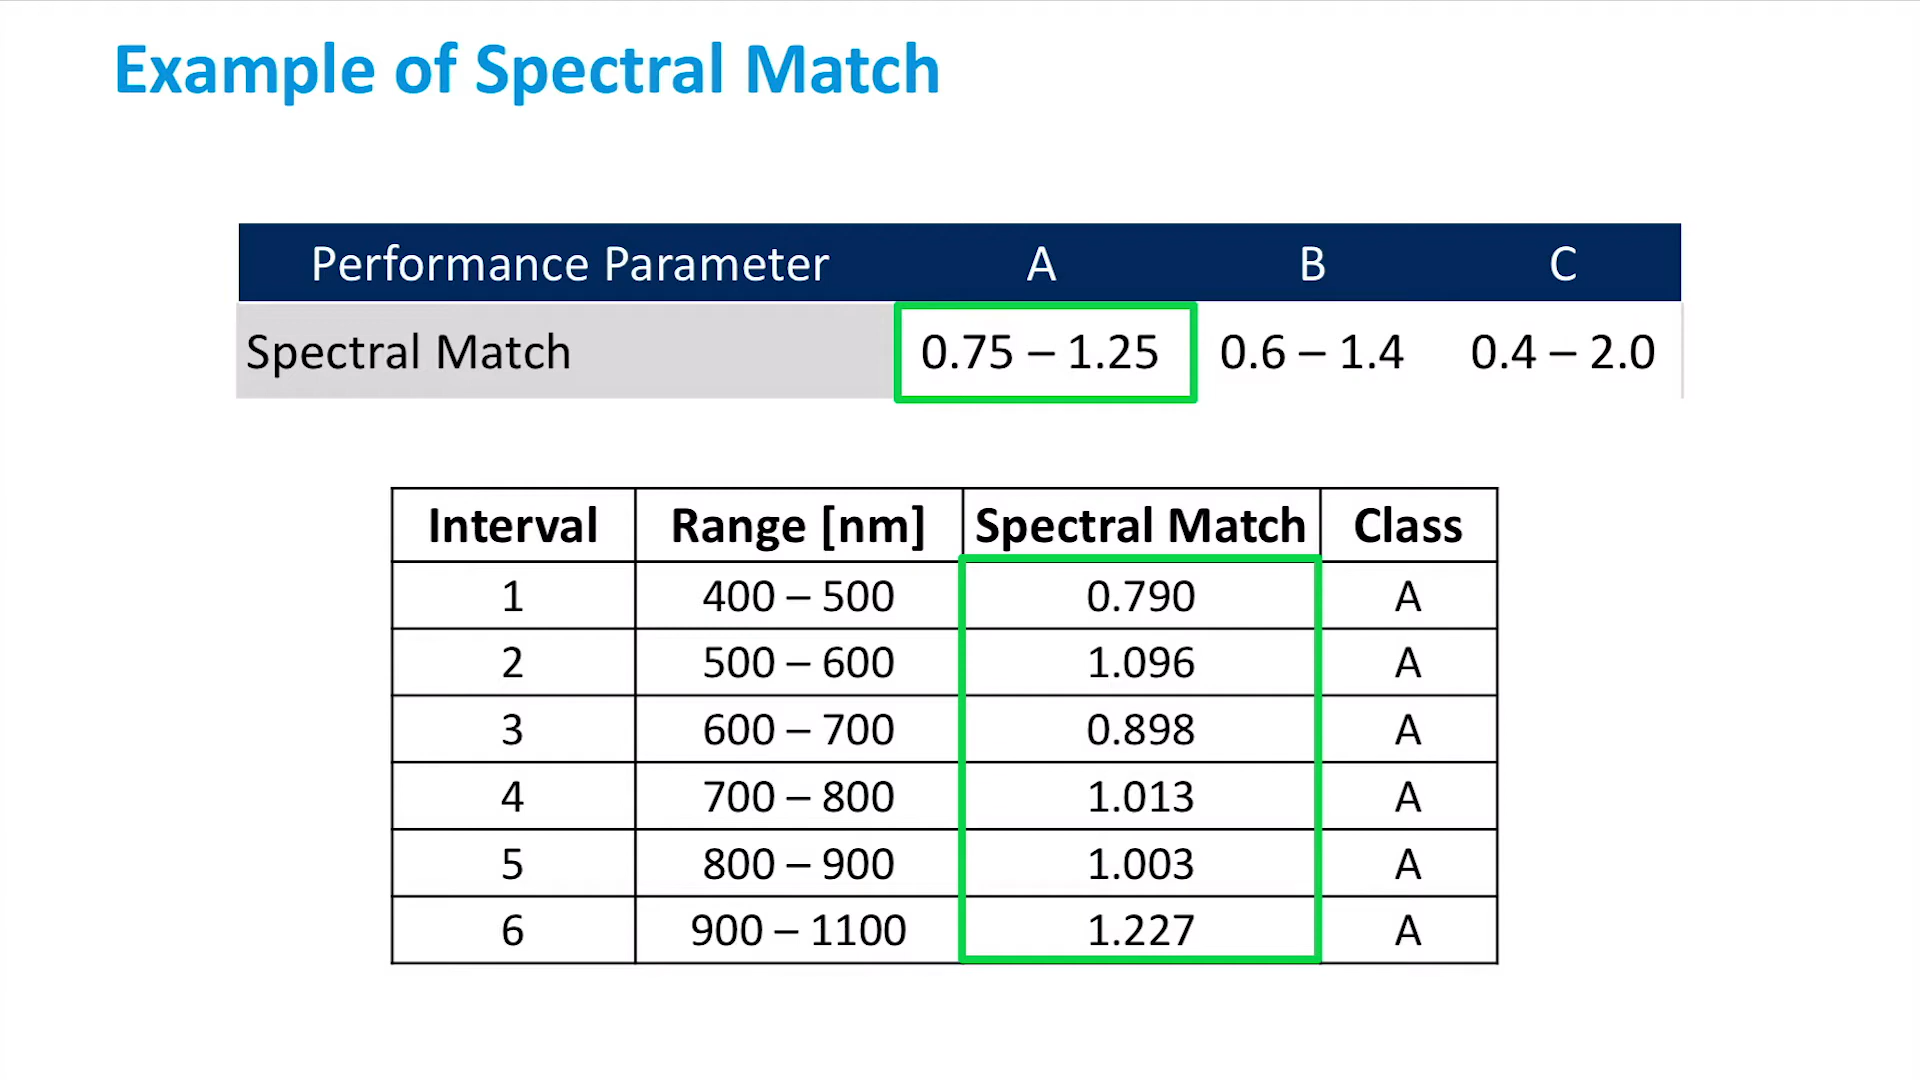 Example of Spectral Match
Performance Parameter A B C
Spectral Match 0.75 – 1.25 0.6 – 1.4 0.4 – 2.0
Interval Range [nm] Spectral Match Class
1 400 – 500 0.790 A
2 500 – 600 1.096 A
3 600 – 700 0.898 A
4 700 – 800 1.013 A
5 800 – 900 1.003 A
6 900 – 1100 1.227 A